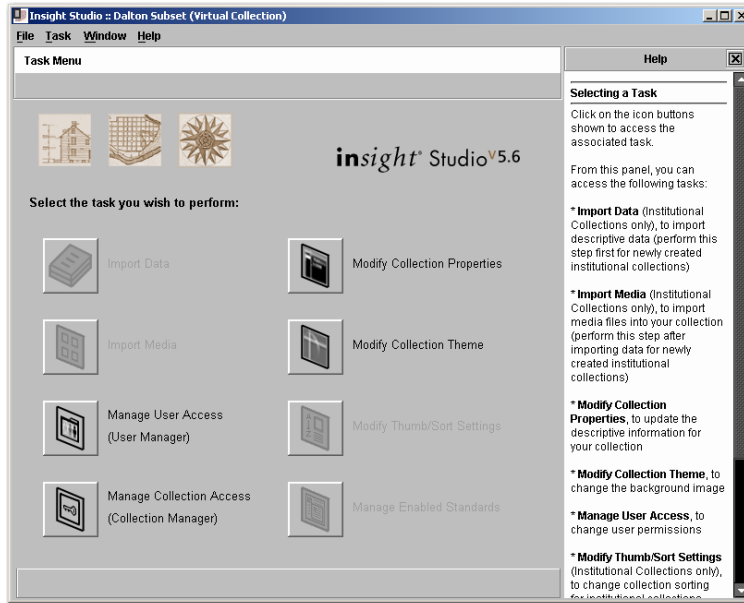 Insight Studio :: Dalton Subset (Virtual Collection)
File Task Window Help
Task Menu
insight® Studio V5.6
Select the task you wish to perform:
Import Data
Modify Collection Properties
Import Media
Modify Collection Theme
Manage User Access
(User Manager)
Modify Thumb/Sort Settings
Manage Collection Access
(Collection Manager)
Manage Enabled Standards
Help
Selecting a Task
Click on the icon buttons
shown to access the
associated task.
From this panel, you can
access the following tasks:
* Import Data (Institutional
Collections only), to import
descriptive data (perform this
step first for newly created
institutional collections)
* Import Media (Institutional
Collections only), to import
media files into your collection
(perform this step after
importing data for newly
created institutional
collections)
* Modify Collection
Properties, to update the
descriptive information for
your collection
* Modify Collection Theme, to
change the background image
* Manage User Access, to
change user permissions
* Modify Thumb/Sort Settings
(Institutional Collections only),
to change collection sorting
for institutional collections